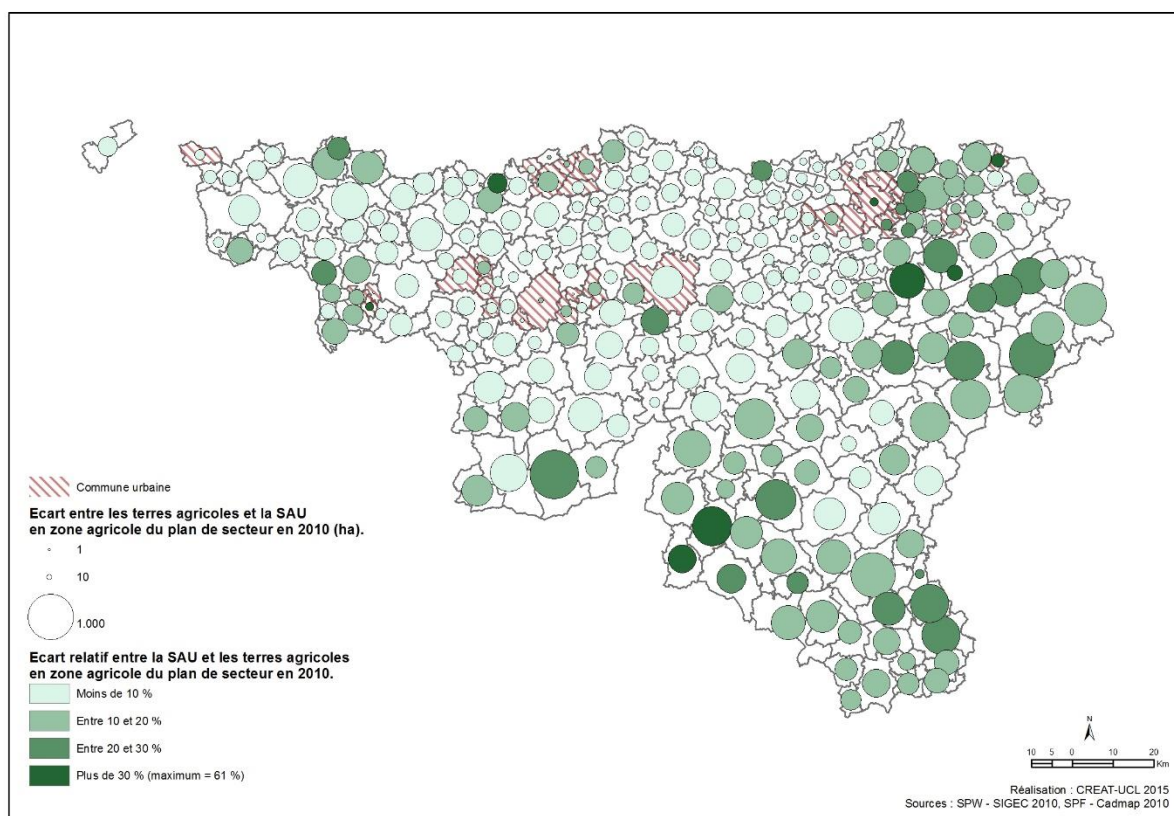 Commune urbaine
Ecart entre les terres agricoles et la SAU
en zone agricole du plan de secteur en 2010 (ha).
1
10
1.000
Ecart relatif entre la SAU et les terres agricoles
en zone agricole du plan de secteur en 2010.
Moins de 10 %
Entre 10 et 20 %
Entre 20 et 30 %
Plus de 30 % (maximum = 61 %)
N
10 5 0 10 20
Km
Réalisation : CREAT-UCL 2015
Sources : SPW - SIGEC 2010, SPF - Cadmap 2010